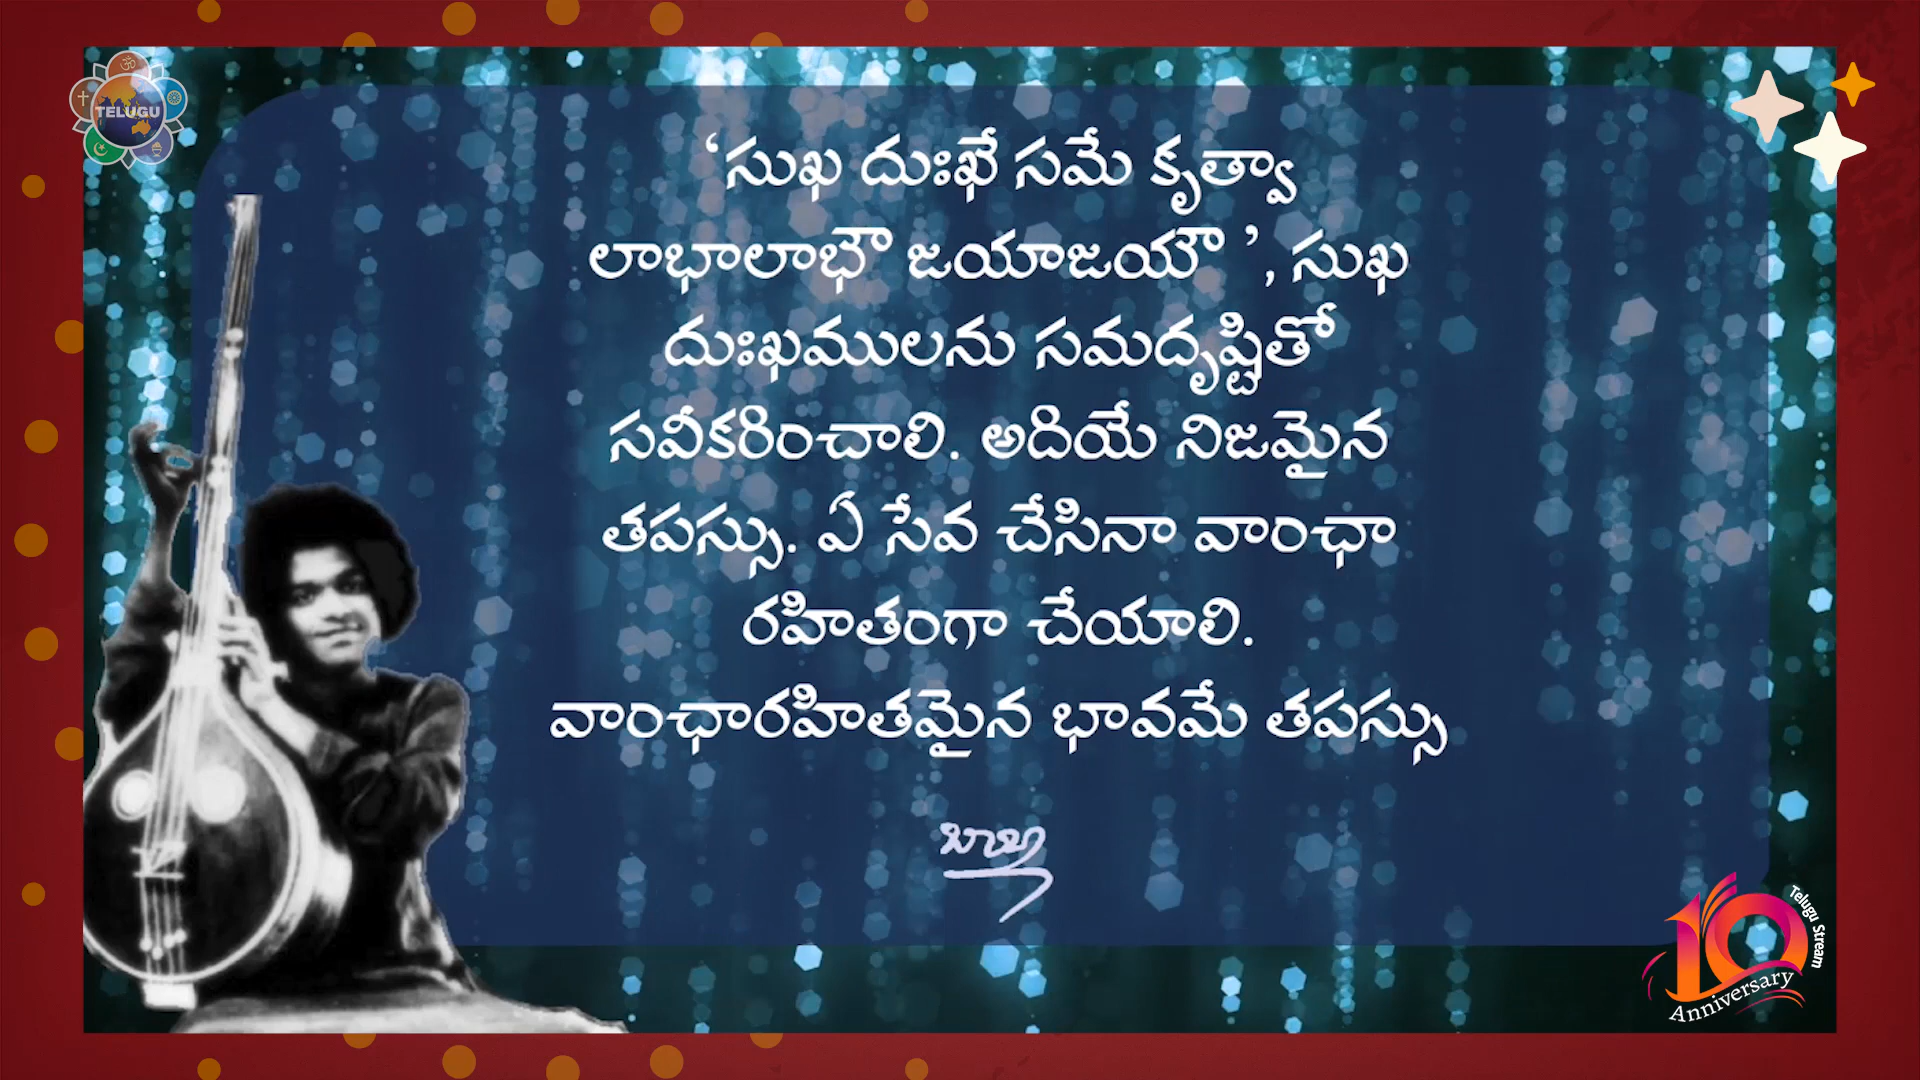 TELUGU
‘సుఖ దుఃఖే సమే కృత్వా
లాభాలాభౌ జయాజయౌ ’, సుఖ
దుఃఖములను సమదృష్టితో
సవీకరించాలి. అదియే నిజమైన
తపస్సు. ఏ సేవ చేసినా వాంఛా
రహితంగా చేయాలి.
వాంఛారహితమైన భావమే తపస్సు
బాబా
10
Telugu Stream
Anniversary